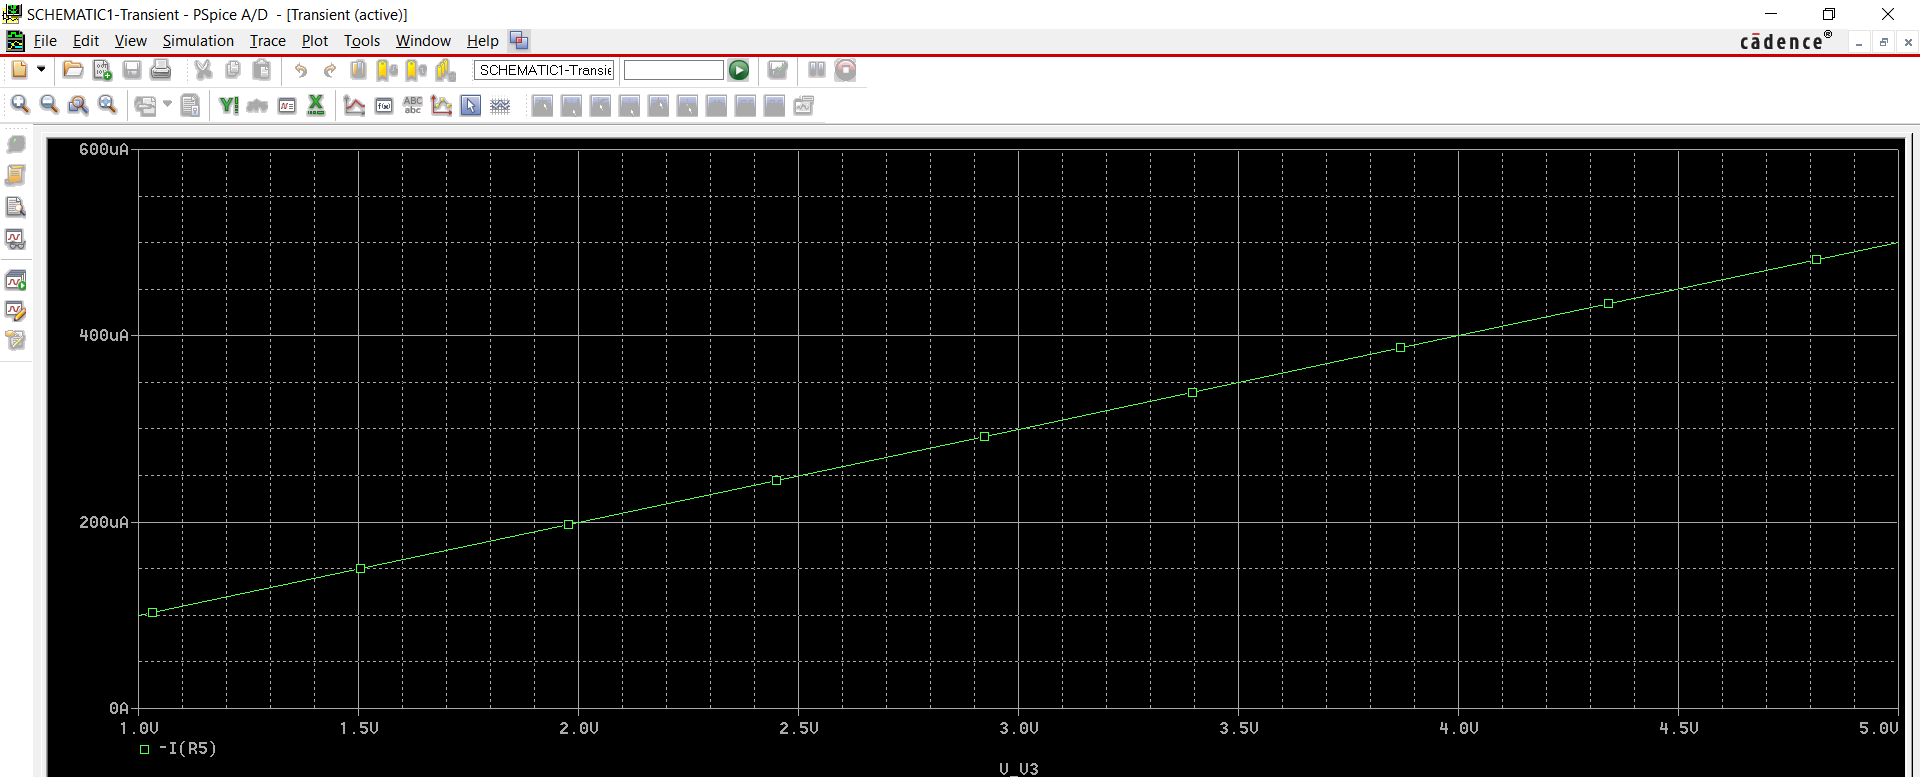 SCHEMATIC1-Transient - PSpice A/D - [Transient (active)]
File Edit View Simulation Trace Plot Tools Window Help
cādence®
SCHEMATIC1-Transie
ABC
abc
600uA
400uA
200uA
0A
1.0V 1.5V 2.0V 2.5V 3.0V 3.5V 4.0V 4.5V 5.0V
-I(R5)
V_V3